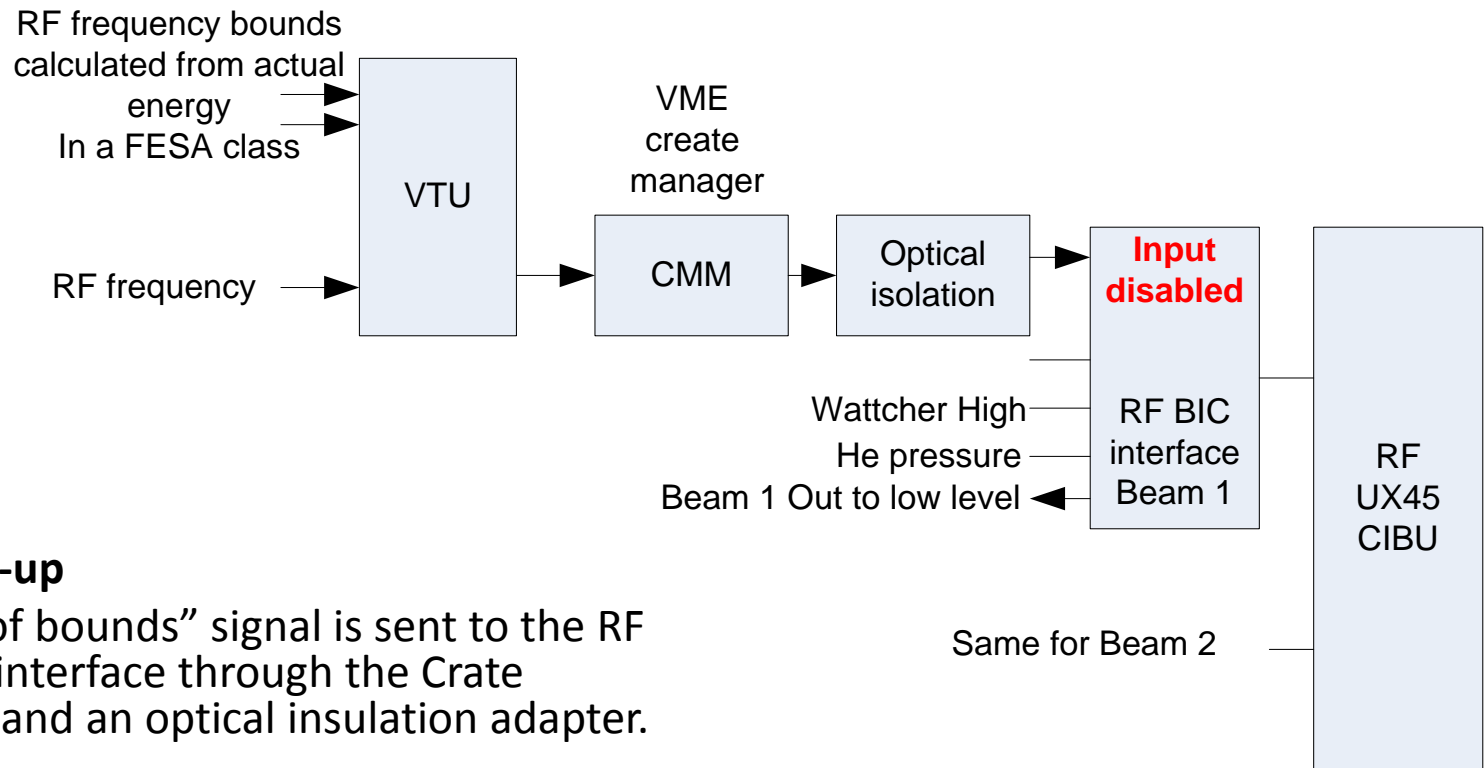 RF frequency bounds
calculated from actual
energy
In a FESA class
RF frequency
VTU
VME
create
manager
CMM
Optical
isolation
Input
disabled
Wattcher High
He pressure
Beam 1 Out to low level
RF BIC
interface
Beam 1
RF
UX45
CIBU
Same for Beam 2
-up
of bounds” signal is sent to the RF
interface through the Crate
and an optical insulation adapter.